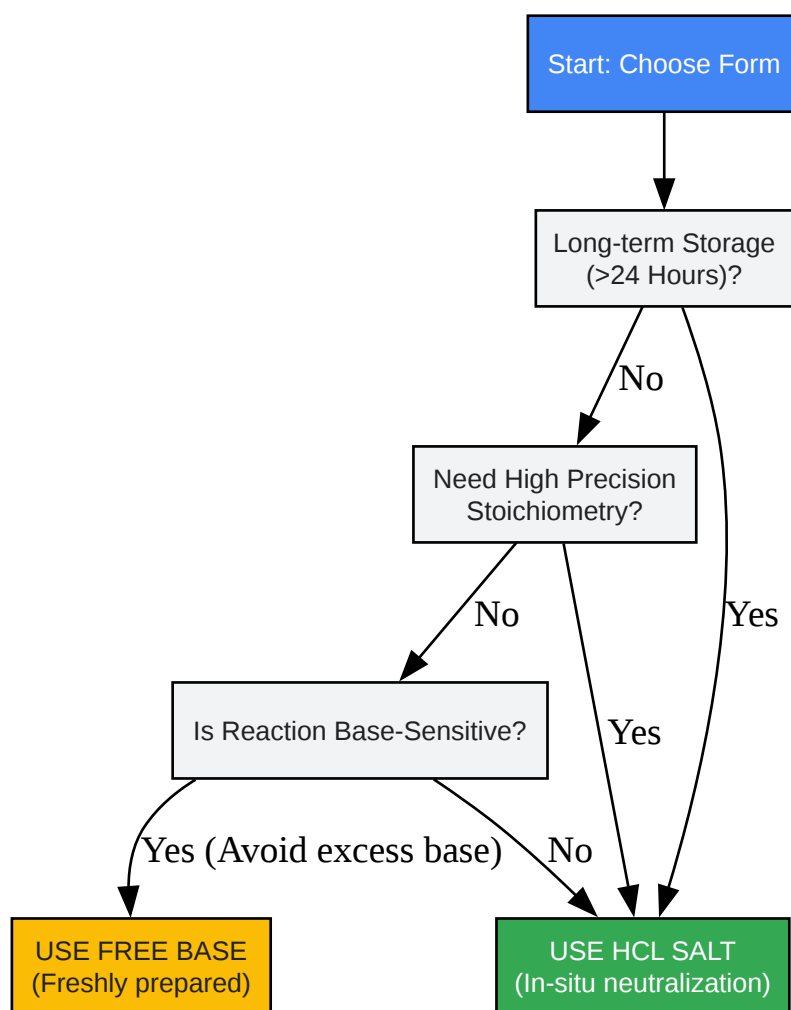 Start: Choose Form
Long-term Storage
(>24 Hours)?
No
Need High Precision
Stoichiometry?
No
Yes
Is Reaction Base-Sensitive?
Yes
Yes (Avoid excess base)
No
USE FREE BASE
(Freshly prepared)
USE HCL SALT
(In-situ neutralization)